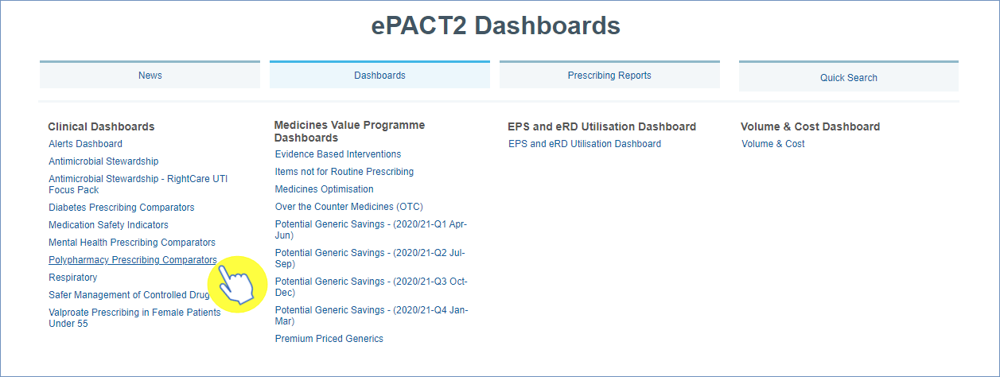 ePACT2 Dashboards
News
Dashboards
Prescribing Reports
Quick Search
Clinical Dashboards
Alerts Dashboard
Antimicrobial Stewardship
Antimicrobial Stewardship - RightCare UTI
Focus Pack
Diabetes Prescribing Comparators
Medication Safety Indicators
Mental Health Prescribing Comparators
Polypharmacy Prescribing Comparators
Respiratory
Safer Management of Controlled Drug
Valproate Prescribing in Female Patients
Under 55
Medicines Value Programme
Dashboards
Evidence Based Interventions
Items not for Routine Prescribing
Medicines Optimisation
Over the Counter Medicines (OTC)
Potential Generic Savings - (2020/21-Q1 Apr-
Jun)
Potential Generic Savings - (2020/21-Q2 Jul-
Sep)
Potential Generic Savings - (2020/21-Q3 Oct-
Dec)
Potential Generic Savings - (2020/21-Q4 Jan-
Mar)
Premium Priced Generics
EPS and eRD Utilisation Dashboard
EPS and eRD Utilisation Dashboard
Volume & Cost Dashboard
Volume & Cost